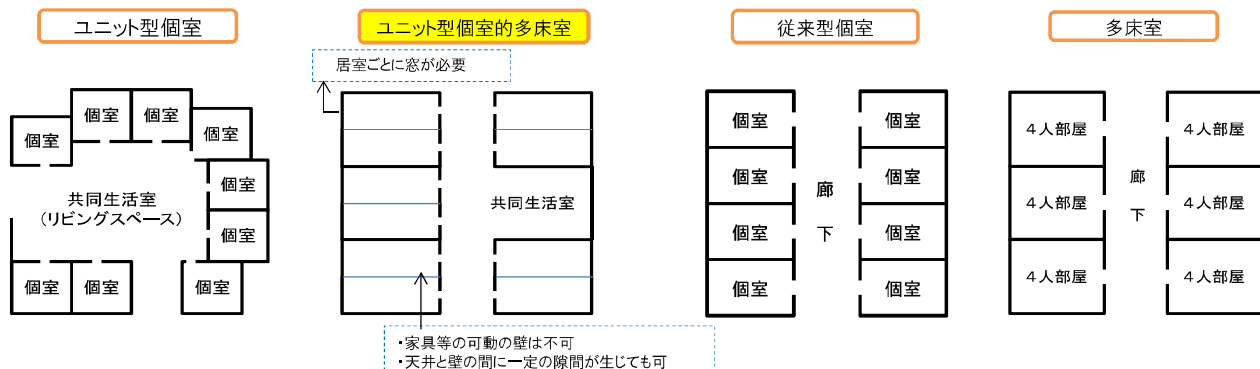 ユニット型個室
ユニット型個室的多床室
従来型個室
多床室
居室ごとに窓が必要
個室
個室
個室
個室
個室
個室
個室
個室
個室
共同生活室
(リビングスペース)
共同生活室
・家具等の可動の壁は不可
・天井と壁の間に一定の隙間が生じても可
個室
個室
個室
個室
廊
下
個室
個室
個室
個室
4人部屋
4人部屋
4人部屋
廊
下
4人部屋
4人部屋
4人部屋